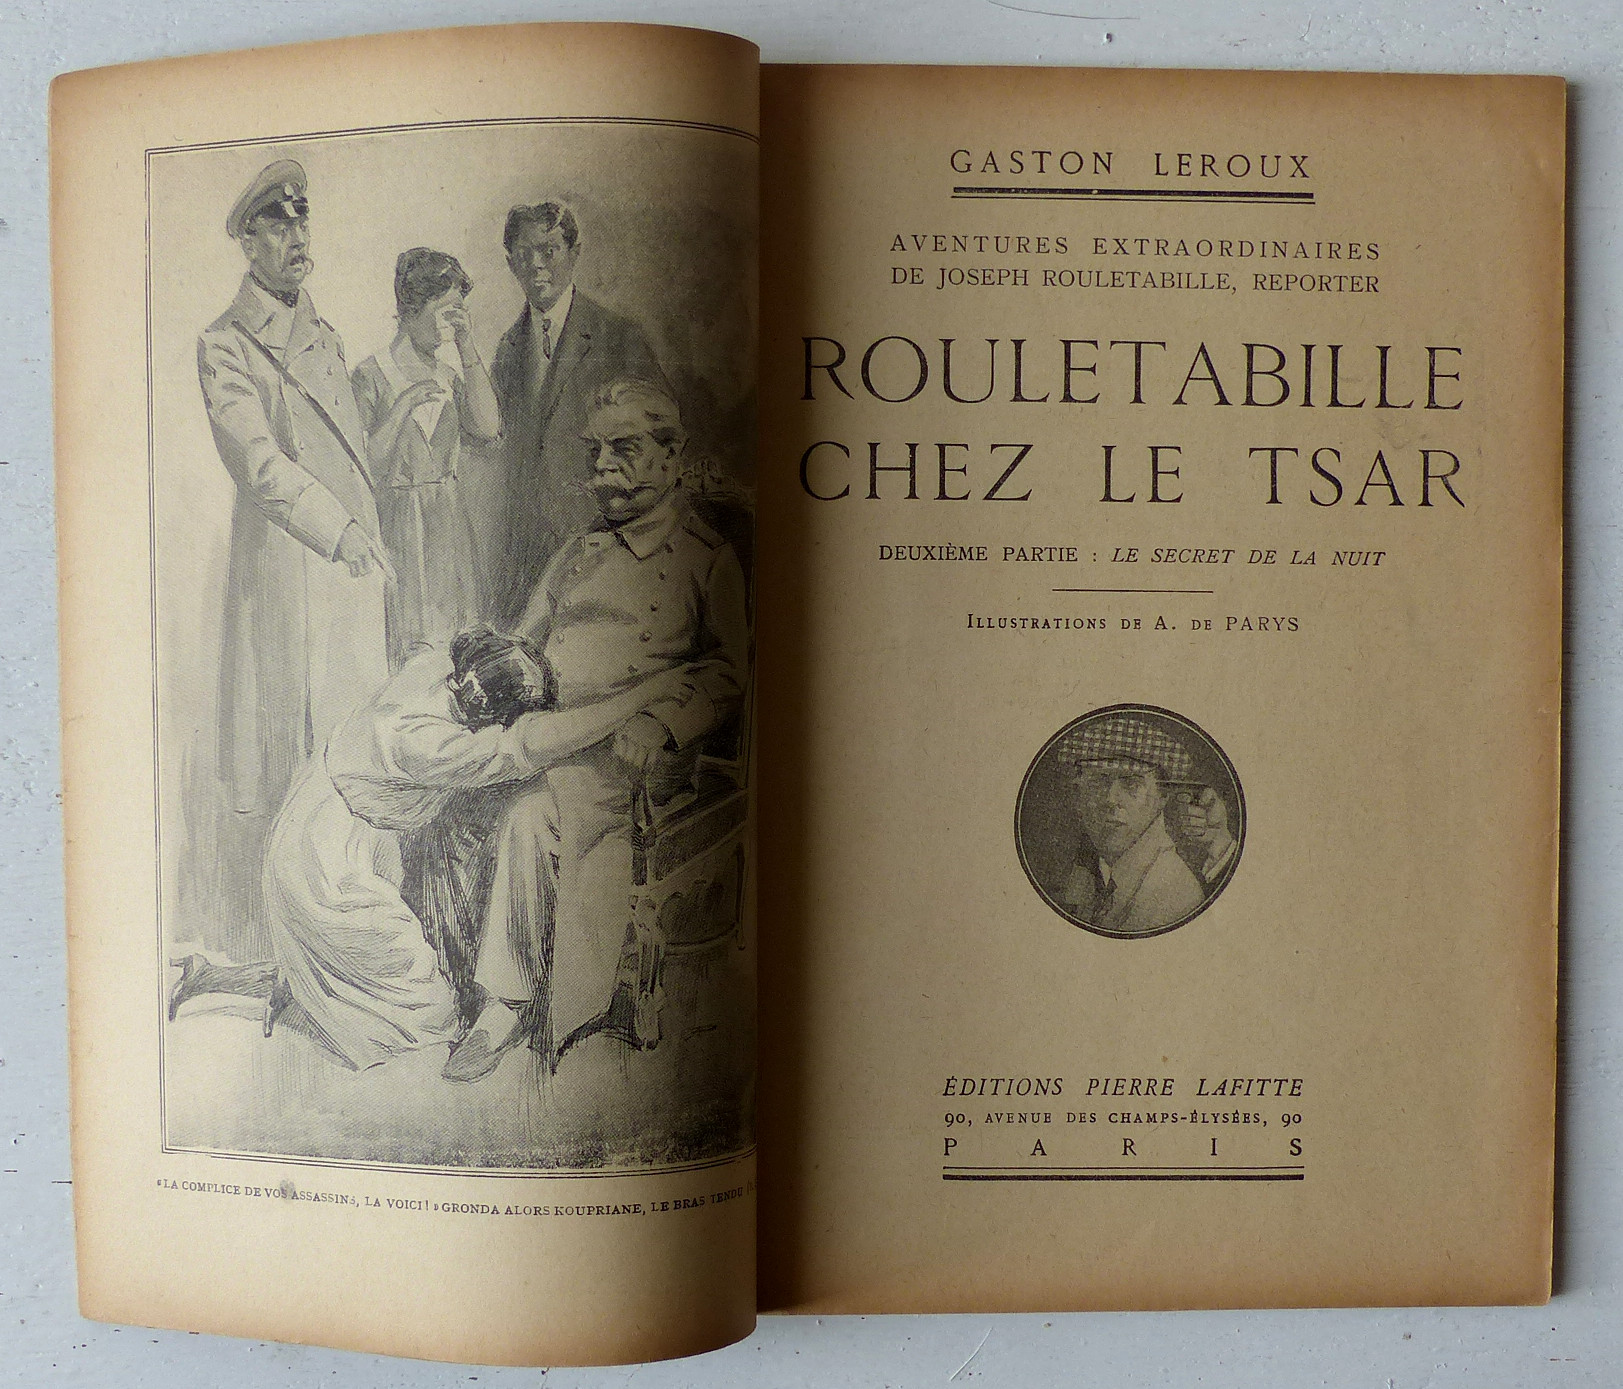 « LA COMPLICE DE VOS ASSASSINS, LA VOICI ! » GRONDA ALORS KOUPRIANE, LE BRAS TENDU
GASTON LEROUX
AVENTURES EXTRAORDINAIRES
DE JOSEPH ROULETABILLE, REPORTER
ROULETABILLE
CHEZ LE TSAR
DEUXIÈME PARTIE : LE SECRET DE LA NUIT
ILLUSTRATIONS DE A. DE PARYS
ÉDITIONS PIERRE LAFITTE
90, AVENUE DES CHAMPS-ÉLYSÉES, 90
PARIS